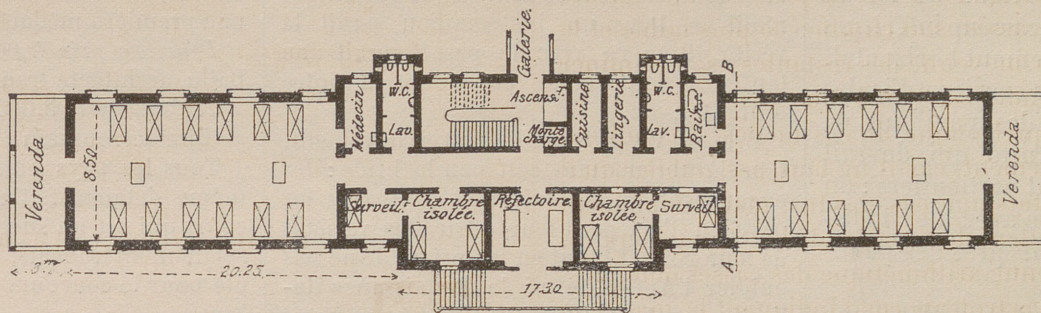 Galerie.
B
W.C.
Ascens.r
Cuisine
Lingerie
W.C.
Verenda
8.50
Médecin
Lav.
Monte
charge.
Lav.
Bains.
Verenda
Surveil.t
Chambre
isolée.
Réfectoire.
Chambre
isolée
Surveil.t
3.m
20.25
17.30
A